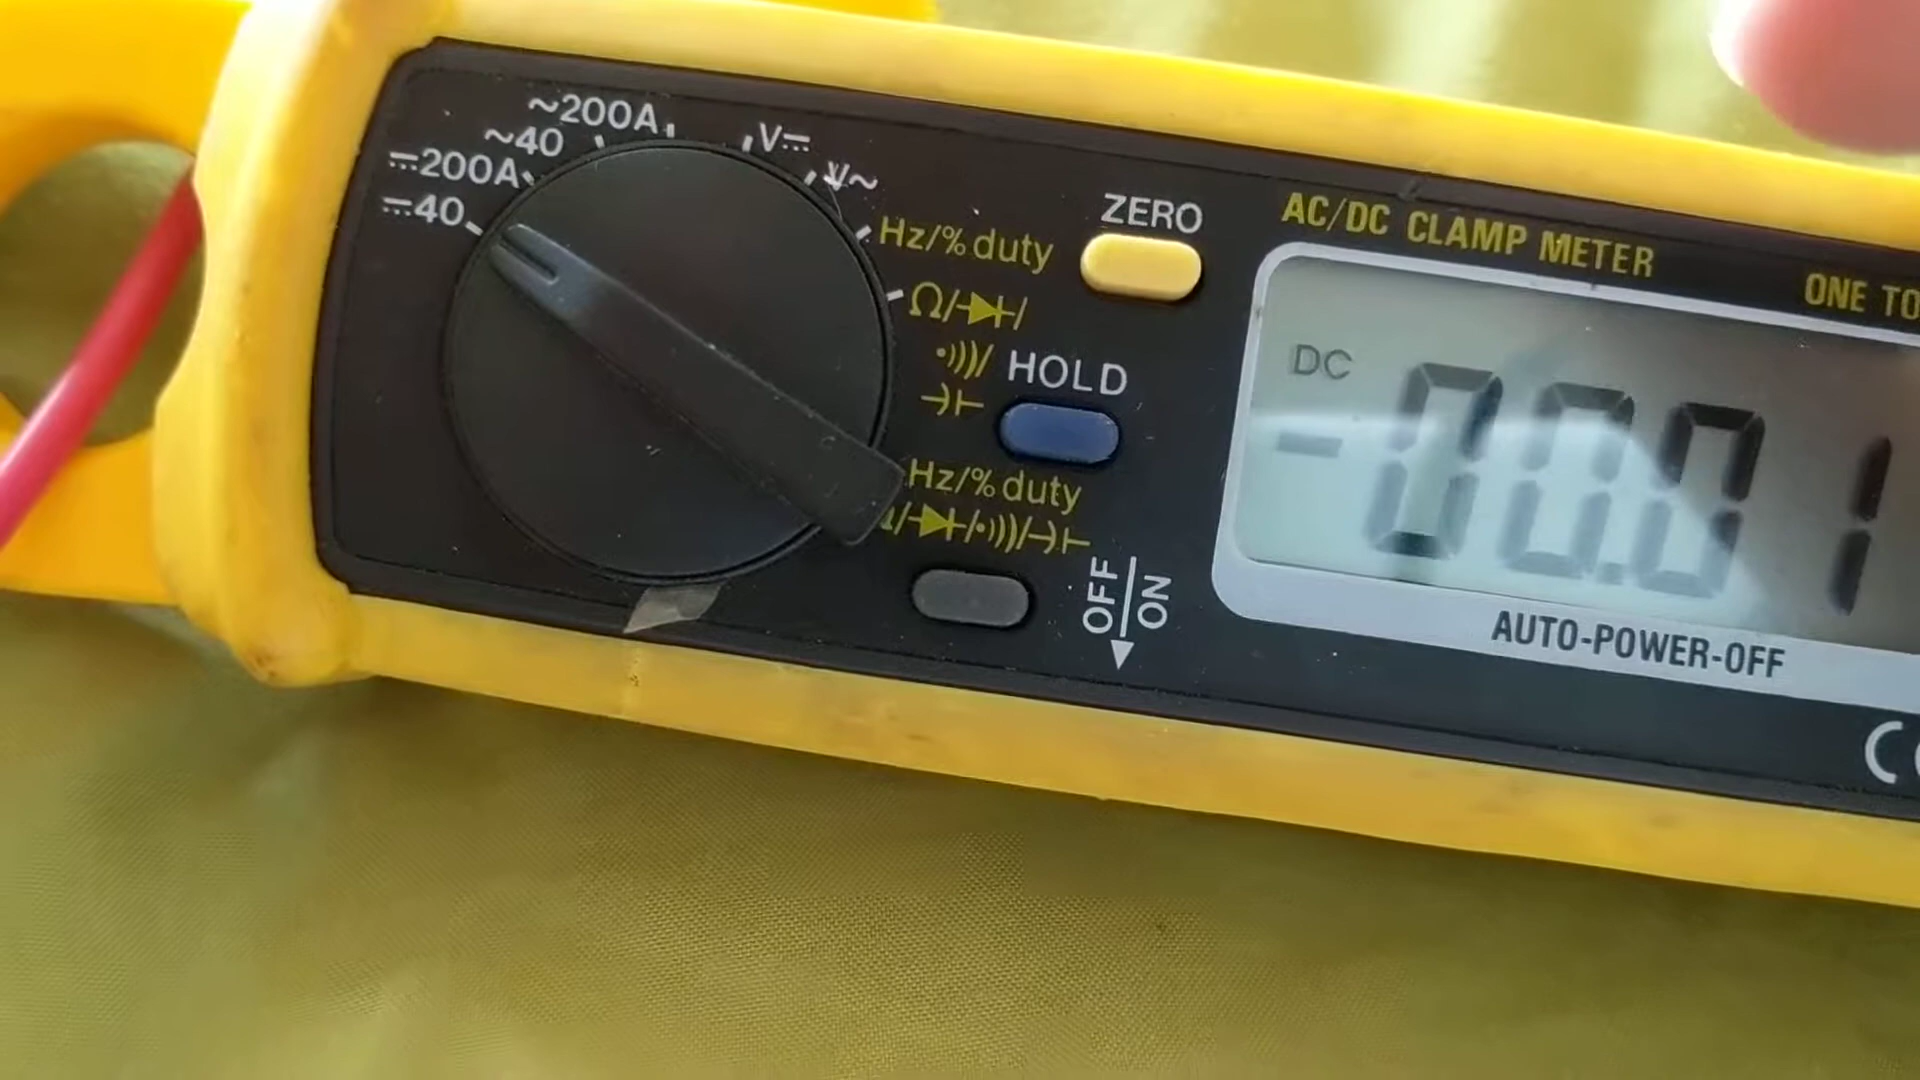 ~200A
~40
⎓200A
⎓40
V⎓
V~
Hz/% duty
Ω/
ZERO
HOLD
Hz/% duty
OFF
ON
AC/DC CLAMP METER
ONE TO
DC
-00.01
AUTO-POWER-OFF